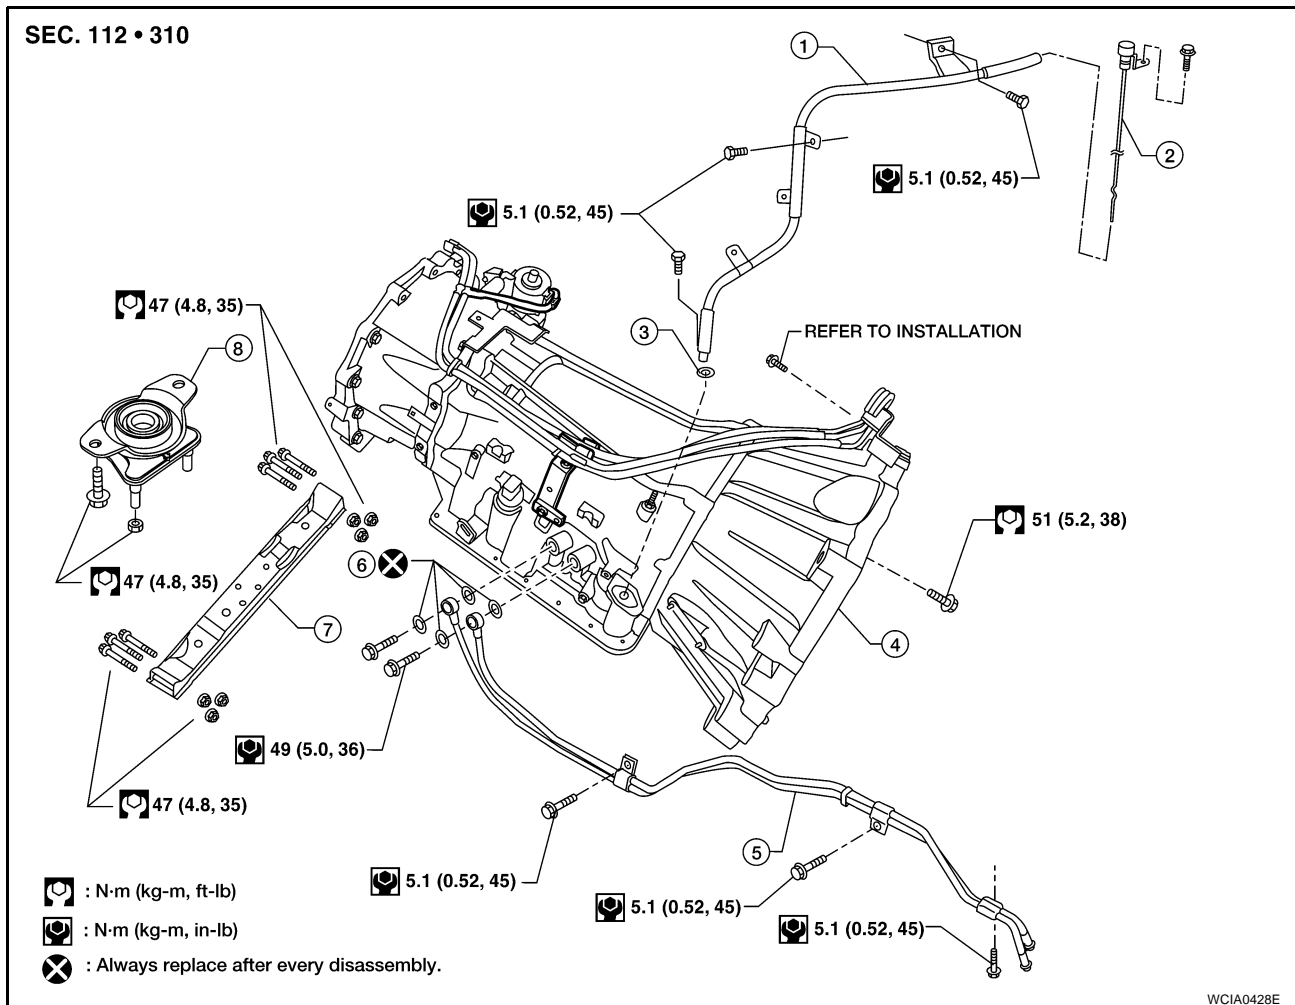 SEC. 112 • 310
1
2
5.1 (0.52, 45)
5.1 (0.52, 45)
47 (4.8, 35)
8
3
REFER TO INSTALLATION
51 (5.2, 38)
6
47 (4.8, 35)
7
4
49 (5.0, 36)
47 (4.8, 35)
5
5.1 (0.52, 45)
5.1 (0.52, 45)
5.1 (0.52, 45)
: N·m (kg-m, ft-lb)
: N·m (kg-m, in-lb)
: Always replace after every disassembly.
WCIA0428E